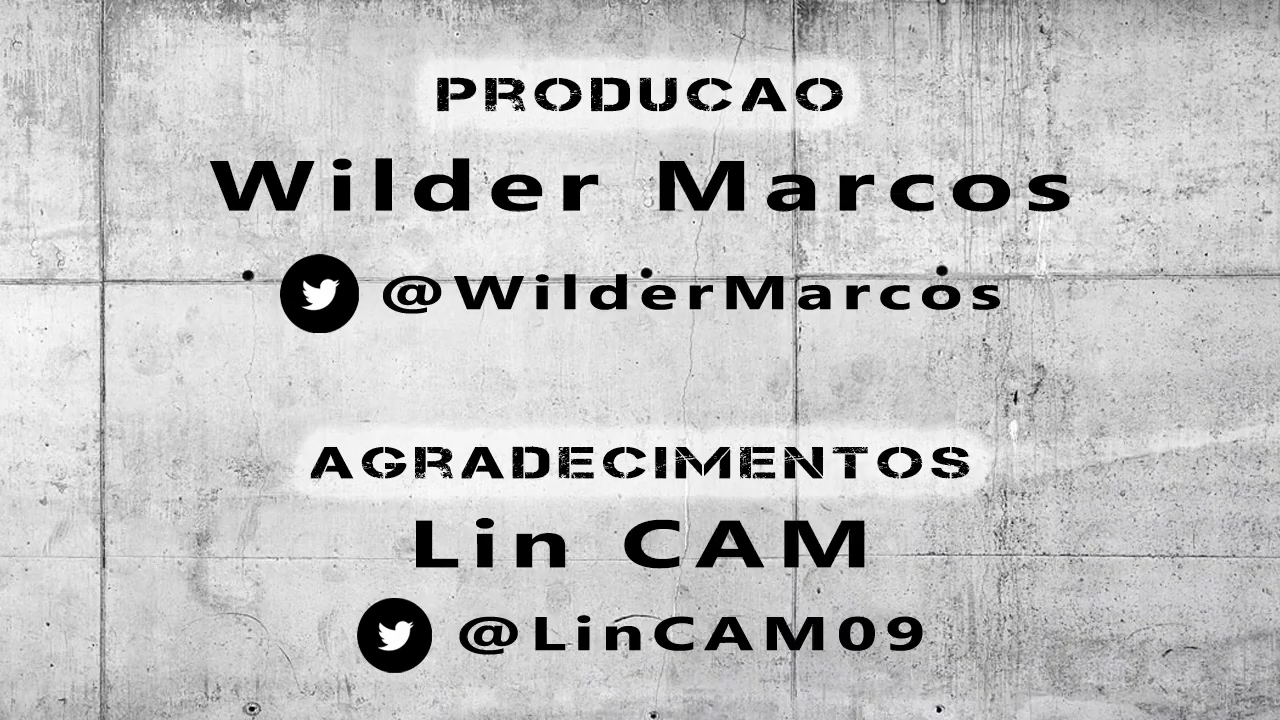 PRODUCAO
Wilder Marcos
@WilderMarcos
AGRADECIMENTOS
Lin CAM
@LinCAM09